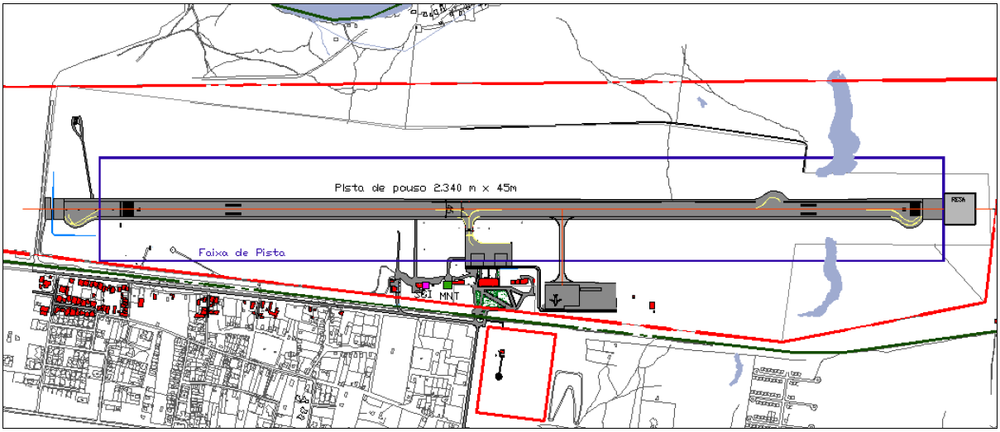 Pista de pouso 2.340 m x 45m
RESA
Faixa de Pista
SCI MNT